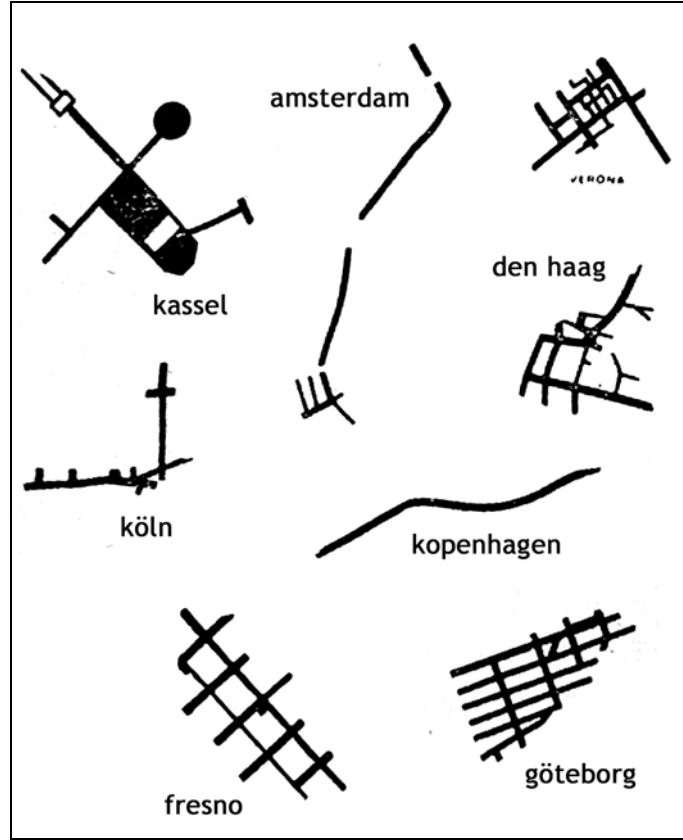 amsterdam
VERONA
kassel
den haag
köln
kopenhagen
fresno
göteborg